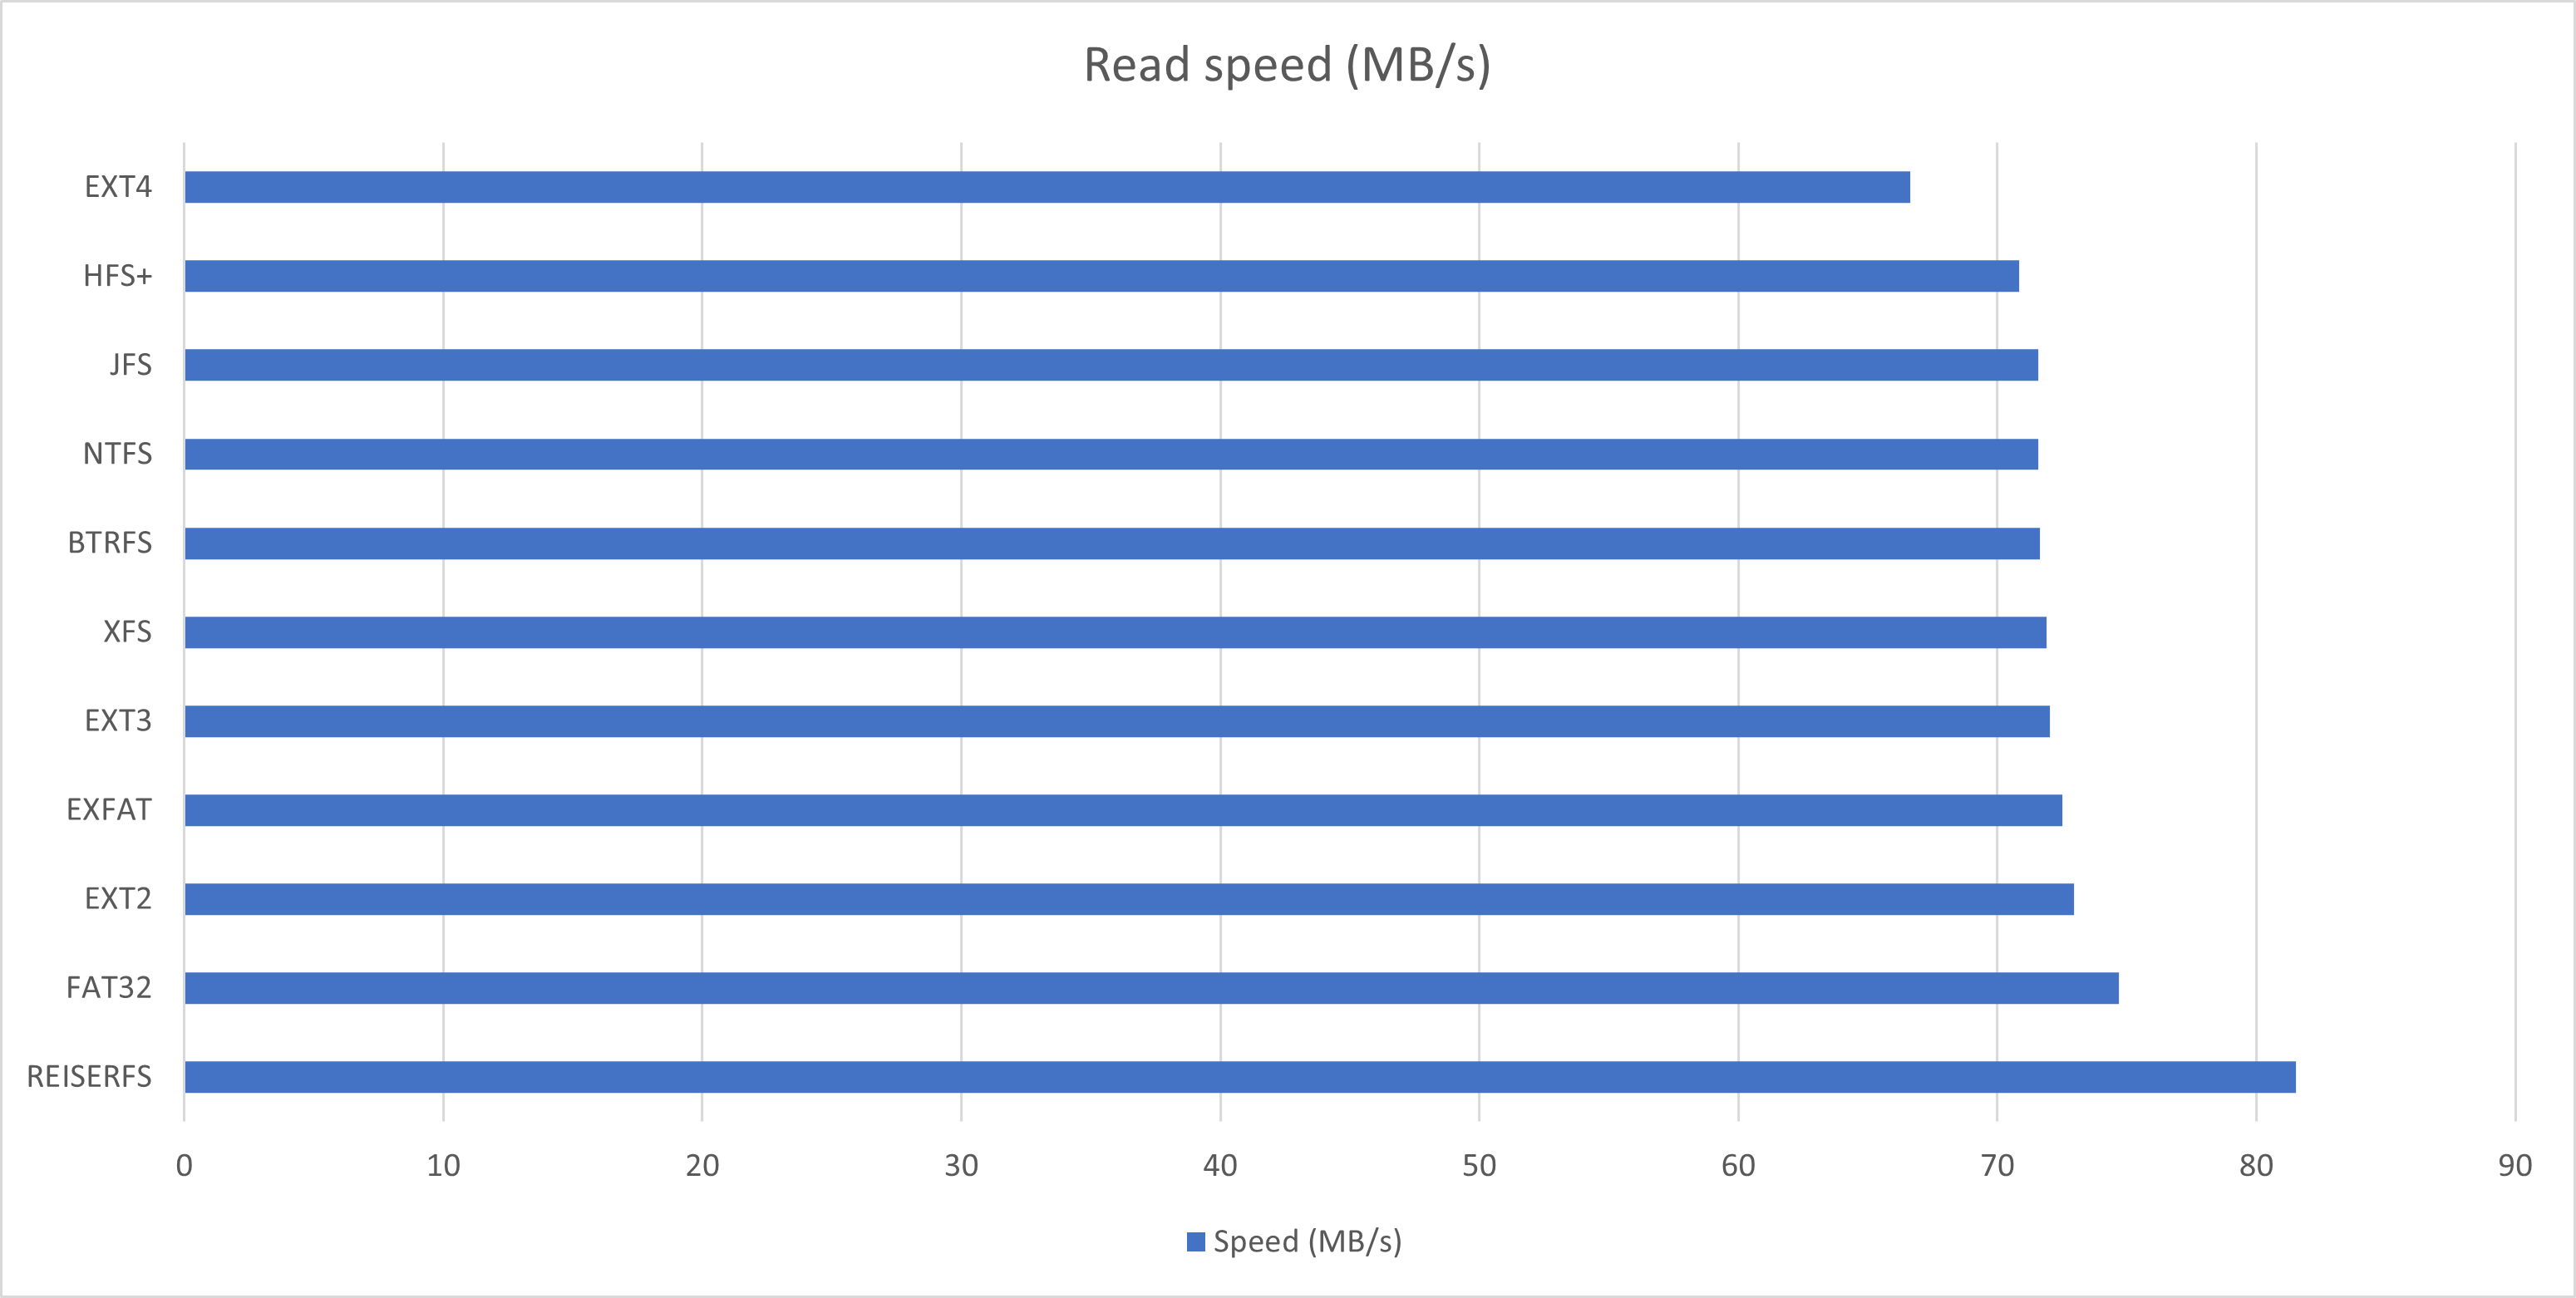 Read speed (MB/s)
EXT4
HFS+
JFS
NTFS
BTRFS
XFS
EXT3
EXFAT
EXT2
FAT32
REISERFS
0 10 20 30 40 50 60 70 80 90
Speed (MB/s)